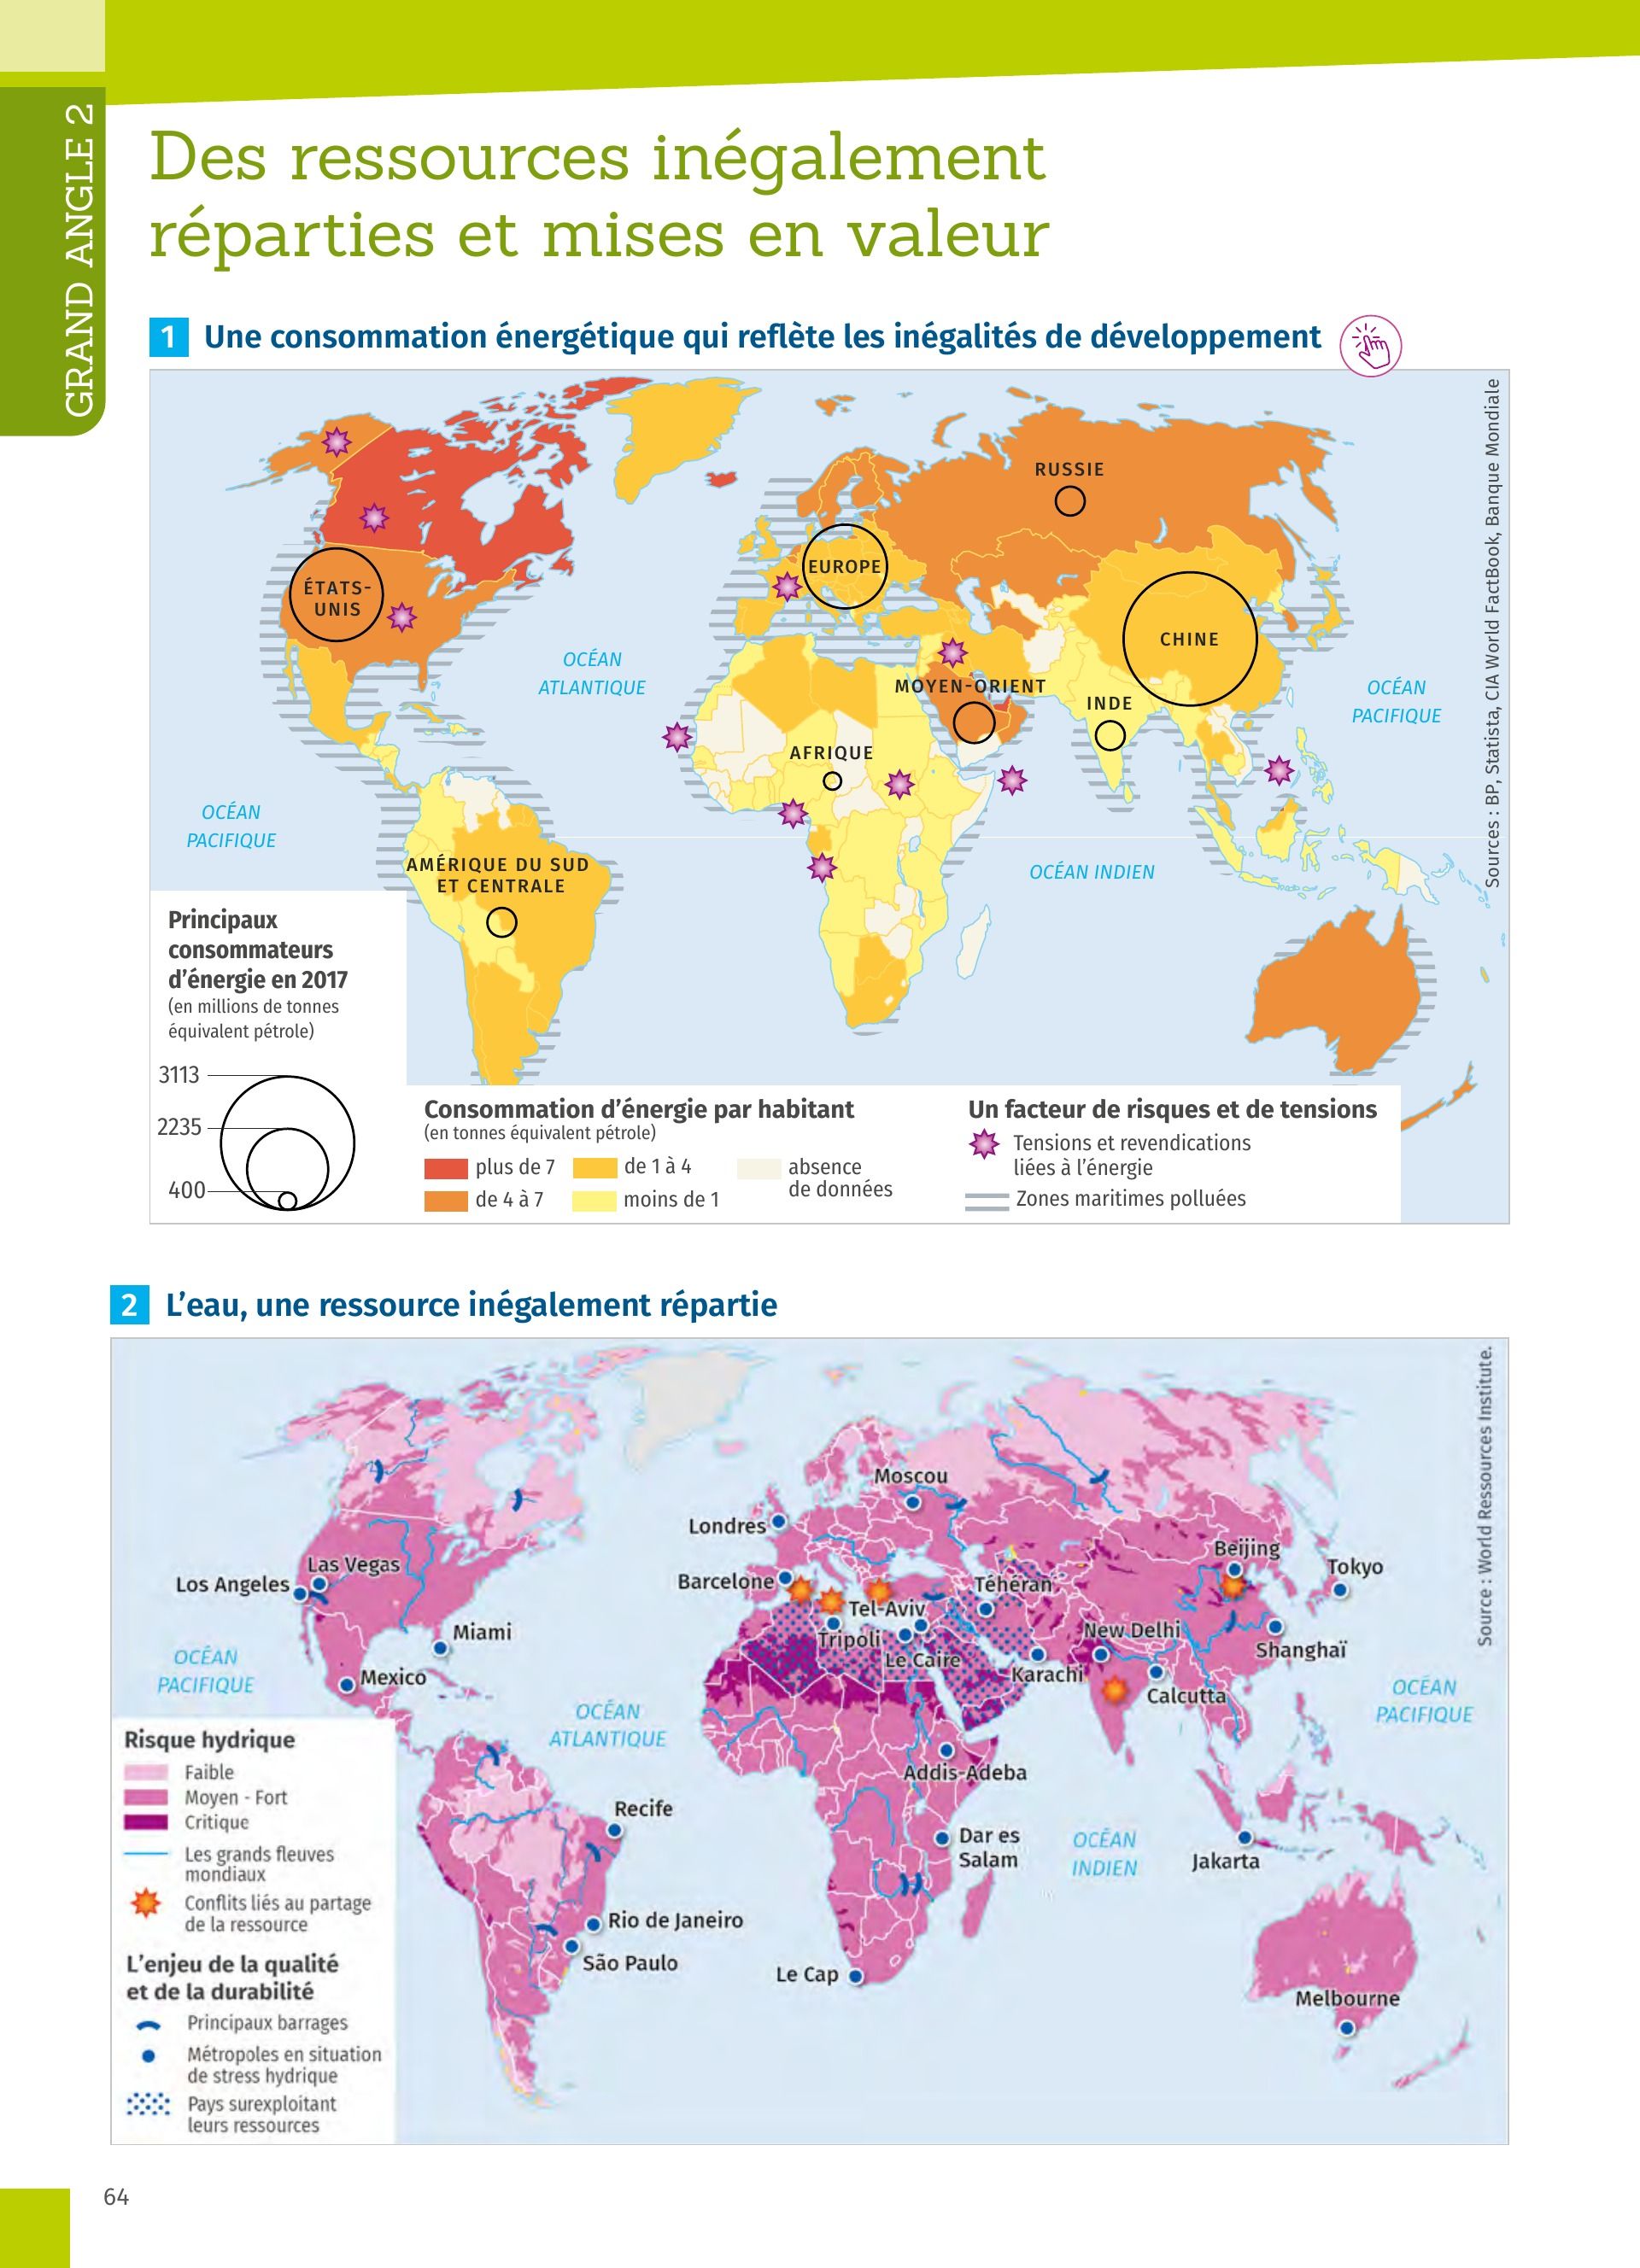 GRAND ANGLE 2
Des ressources inégalement
réparties et mises en valeur
1 Une consommation énergétique qui reflète les inégalités de développement
RUSSIE
EUROPE
ÉTATS-
UNIS
CHINE
OCÉAN
ATLANTIQUE
MOYEN-ORIENT
INDE
OCÉAN
PACIFIQUE
AFRIQUE
OCÉAN
PACIFIQUE
AMÉRIQUE DU SUD
ET CENTRALE
OCÉAN INDIEN
Sources : BP, Statista, CIA World FactBook, Banque Mondiale
Principaux
consommateurs
d’énergie en 2017
(en millions de tonnes
équivalent pétrole)
3113
2235
400
Consommation d’énergie par habitant
(en tonnes équivalent pétrole)
plus de 7
de 4 à 7
de 1 à 4
moins de 1
absence
de données
Un facteur de risques et de tensions
Tensions et revendications
liées à l’énergie
Zones maritimes polluées
2 L’eau, une ressource inégalement répartie
Source : World Ressources Institute.
Moscou
Londres
Las Vegas
Los Angeles
Barcelone
Téhéran
Beijing
Tokyo
Tel-Aviv
Miami
Tripoli
New Delhi
Shanghaï
Le Caire
Karachi
Calcutta
OCÉAN
PACIFIQUE
Mexico
OCÉAN
ATLANTIQUE
OCÉAN
PACIFIQUE
Addis-Adeba
Recife
Dar es
Salam
OCÉAN
INDIEN
Jakarta
Rio de Janeiro
São Paulo
Le Cap
Melbourne
Risque hydrique
Faible
Moyen - Fort
Critique
Les grands fleuves
mondiaux
Conflits liés au partage
de la ressource
L’enjeu de la qualité
et de la durabilité
Principaux barrages
Métropoles en situation
de stress hydrique
Pays surexploitant
leurs ressources
64